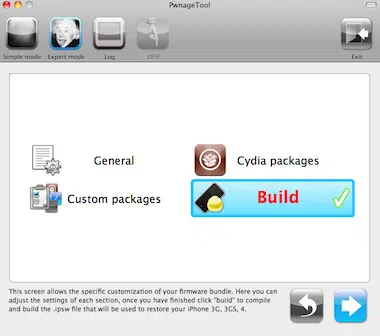 PwnageTool
Simple mode Expert mode Log DFU Exit
General Cydia packages
Custom packages Build
This screen allows the specific customization of your firmware bundle. Here you can
adjust the settings of each section, once you have finished click "build" to compile
and build the .ipsw file that will be used to restore your iPhone 3G, 3GS, 4.